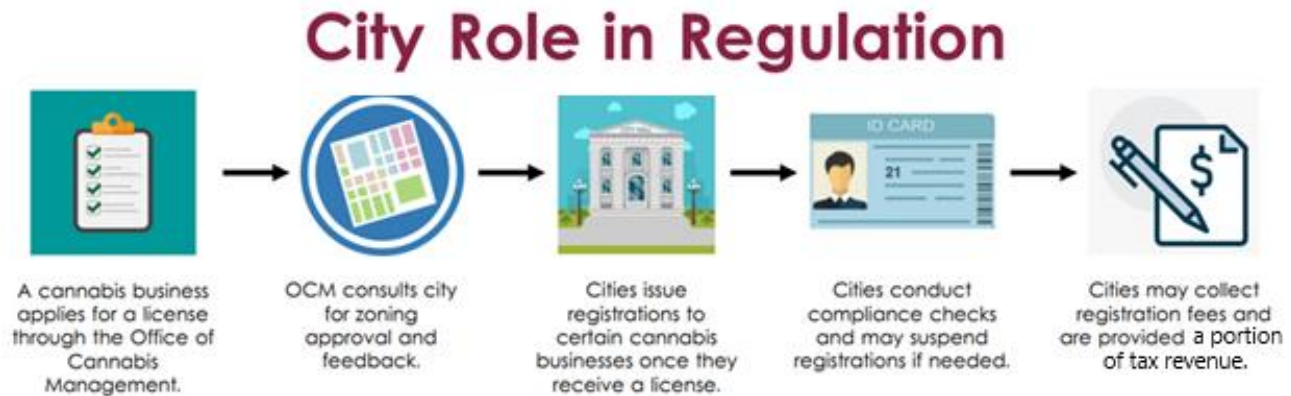 City Role in Regulation
A cannabis business
applies for a license
through the Office of
Cannabis
Management.
OCM consults city
for zoning
approval and
feedback.
Cities issue
registrations to
certain cannabis
businesses once they
receive a license.
ID CARD
21
Cities conduct
compliance checks
and may suspend
registrations if needed.
$
Cities may collect
registration fees and
are provided a portion
of tax revenue.